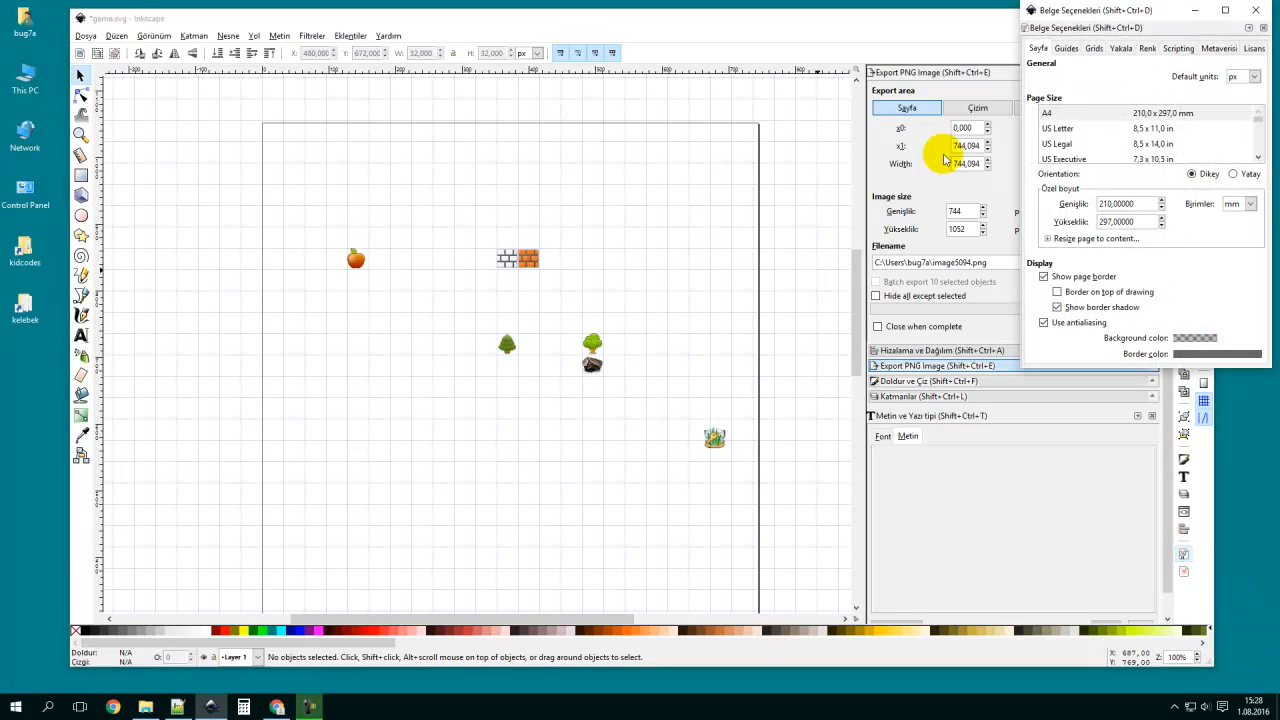 *game.svg - Inkscape
Dosya Düzenle Görünüm Katman Nesne Yol Metin Filtreler Eklentiler Yardım
X: 480,000 Y: 672,000 W: 32,000 H: 32,000 px
bug7a
This PC
Network
Control Panel
kidcodes
kelebek
Export PNG Image (Shift+Ctrl+E)
Export area
Sayfa Çizim
x0: 0,000
x1: 744,094
Width: 744,094
Image size
Genişlik: 744 p
Yükseklik: 1052
Filename
C:\Users\bug7a\image5094.png
Batch export 10 selected objects
Hide all except selected
Close when complete
Hizalama ve Dağılım (Shift+Ctrl+A)
Export PNG Image (Shift+Ctrl+E)
Doldur ve Çiz (Shift+Ctrl+F)
Katmanlar (Shift+Ctrl+L)
Metin ve Yazı tipi (Shift+Ctrl+T)
Font Metin
Belge Seçenekleri (Shift+Ctrl+D)
Belge Seçenekleri (Shift+Ctrl+D)
Sayfa Guides Grids Yakala Renk Scripting Metaveris Lisans
General
Default units: px
Page Size
A4 210,0 x 297,0 mm
US Letter 8,5 x 11,0 in
US Legal 8,5 x 14,0 in
US Executive 7,3 x 10,5 in
Orientation: Dikey Yatay
Özel boyut
Genişlik: 210,00000 Birimler: mm
Yükseklik: 297,00000
Resize page to content...
Display
Show page border
Border on top of drawing
Show border shadow
Use antialiasing
Background color:
Border color:
Doldur: N/A
Çizgi: N/A
O: 0
Layer 1
No objects selected. Click, Shift+click, Alt+scroll mouse on top of objects, or drag around objects to select.
X: 687,00
Y: 769,00
Z: 100%
15:28
1.08.2016